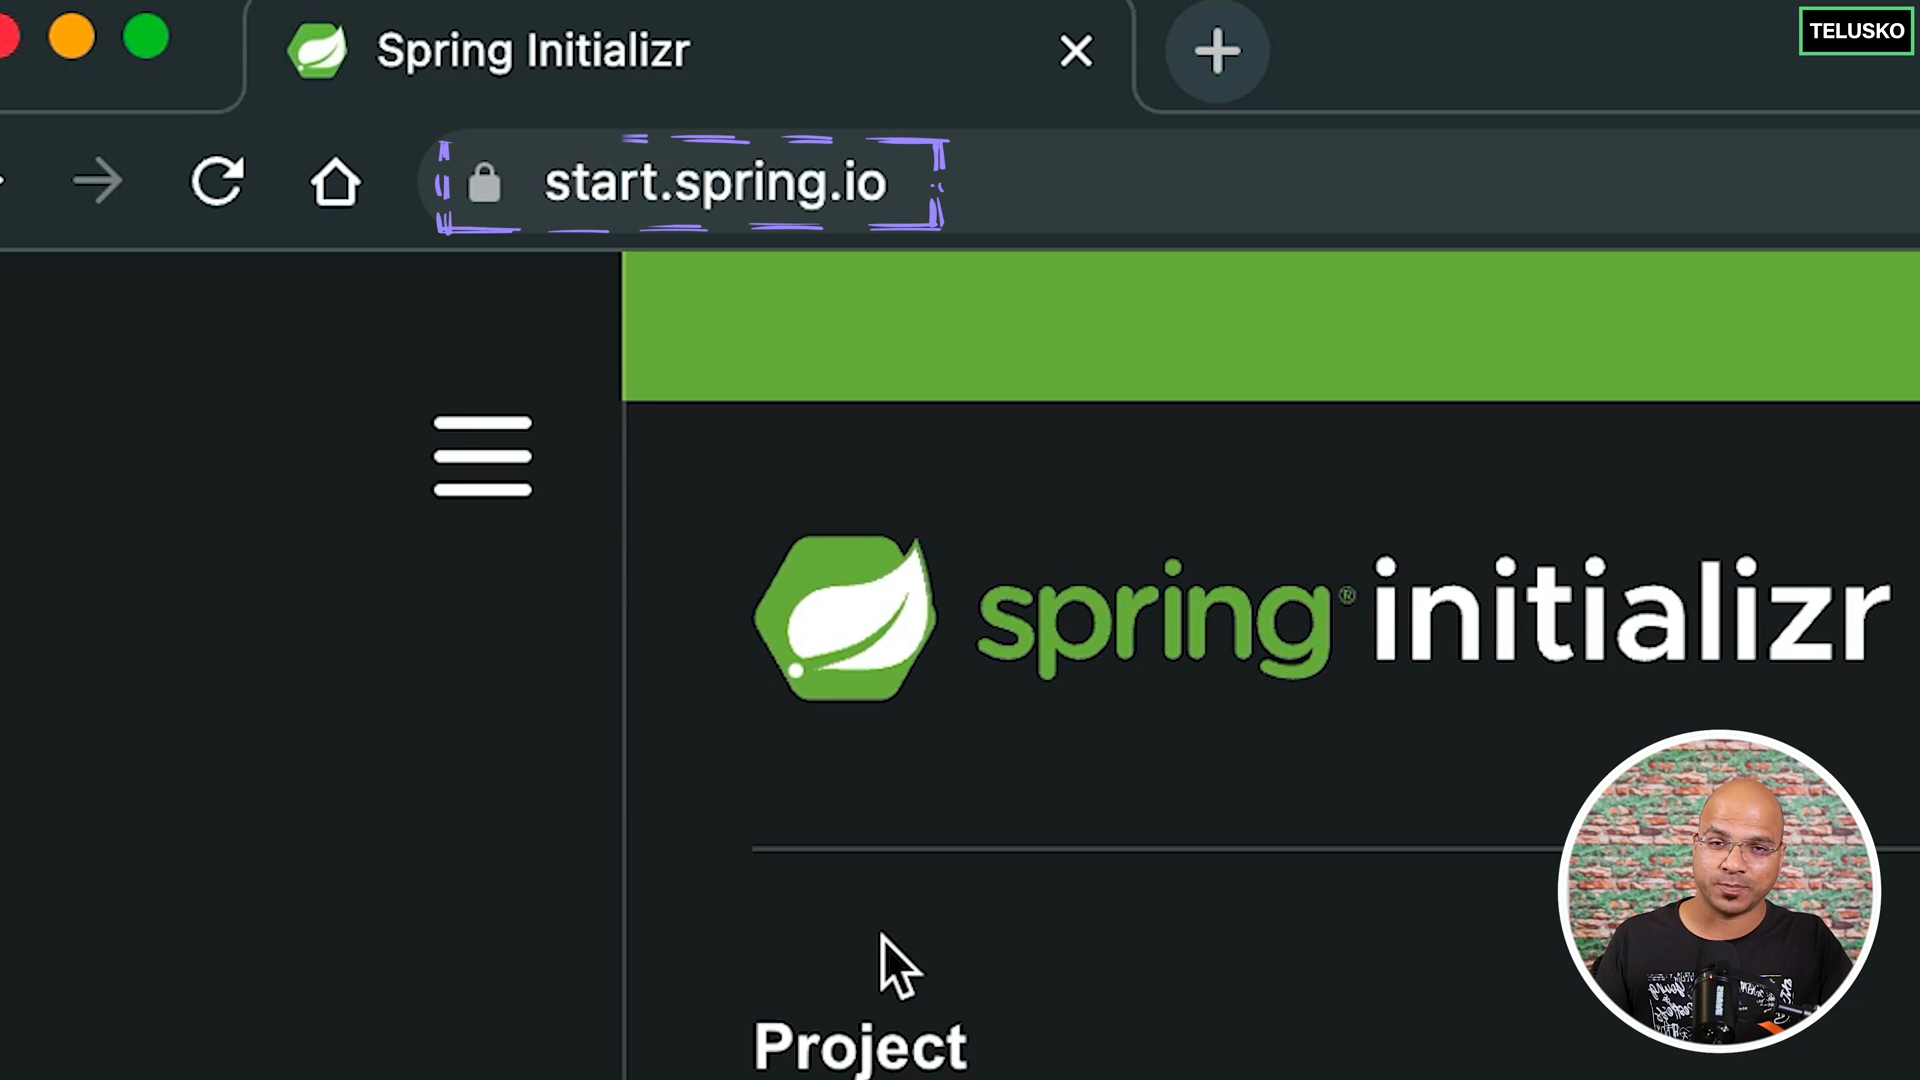 Spring Initializr
TELUSKO
start.spring.io
spring® initializr
Project